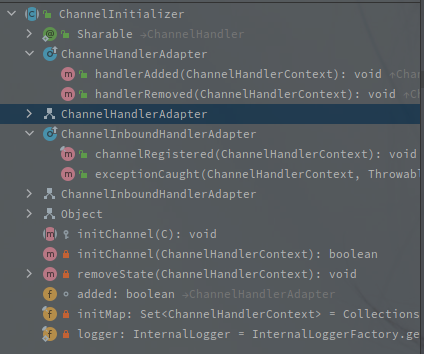 ChannelInitializer
Sharable →ChannelHandler
ChannelHandlerAdapter
handlerAdded(ChannelHandlerContext): void ↑Cha
handlerRemoved(ChannelHandlerContext): void ↑C
ChannelHandlerAdapter
ChannelInboundHandlerAdapter
channelRegistered(ChannelHandlerContext): void
exceptionCaught(ChannelHandlerContext, Throwab
ChannelInboundHandlerAdapter
Object
initChannel(C): void
initChannel(ChannelHandlerContext): boolean
removeState(ChannelHandlerContext): void
added: boolean →ChannelHandlerAdapter
initMap: Set<ChannelHandlerContext> = Collections
logger: InternalLogger = InternalLoggerFactory.ge